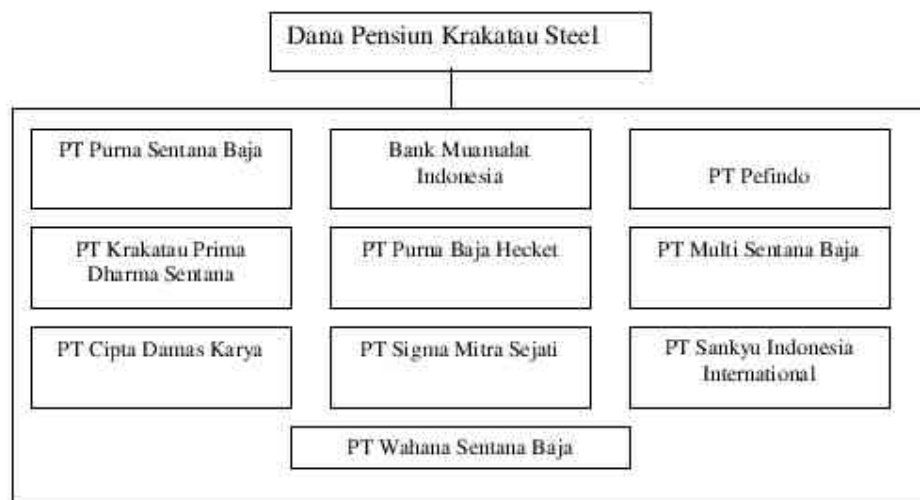 Dana Pensiun Krakatau Steel
PT Purna Sentana Baja
Bank Muamalat
Indonesia
PT Pefindo
PT Krakatau Prima
Dharma Sentana
PT Purna Baja Hecket
PT Multi Sentana Baja
PT Cipta Damas Karya
PT Sigma Mitra Sejati
PT Sankyu Indonesia
International
PT Wahana Sentana Baja